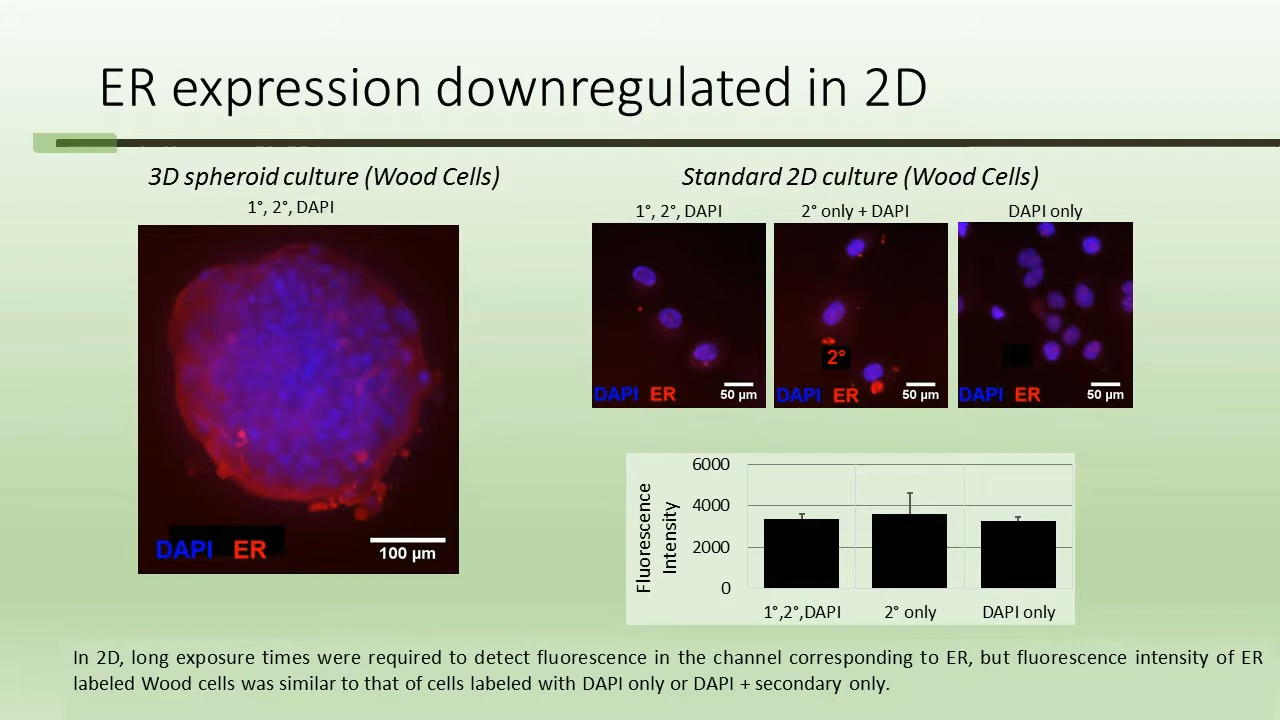 ER expression downregulated in 2D
3D spheroid culture (Wood Cells)
1°, 2°, DAPI
DAPI ER
100 µm
Standard 2D culture (Wood Cells)
1°, 2°, DAPI
2° only + DAPI
DAPI only
DAPI ER
50 µm
2°
DAPI ER
50 µm
DAPI ER
50 µm
Fluorescence
Intensity
6000
4000
2000
0
1°,2°,DAPI
2° only
DAPI only
In 2D, long exposure times were required to detect fluorescence in the channel corresponding to ER, but fluorescence intensity of ER
labeled Wood cells was similar to that of cells labeled with DAPI only or DAPI + secondary only.